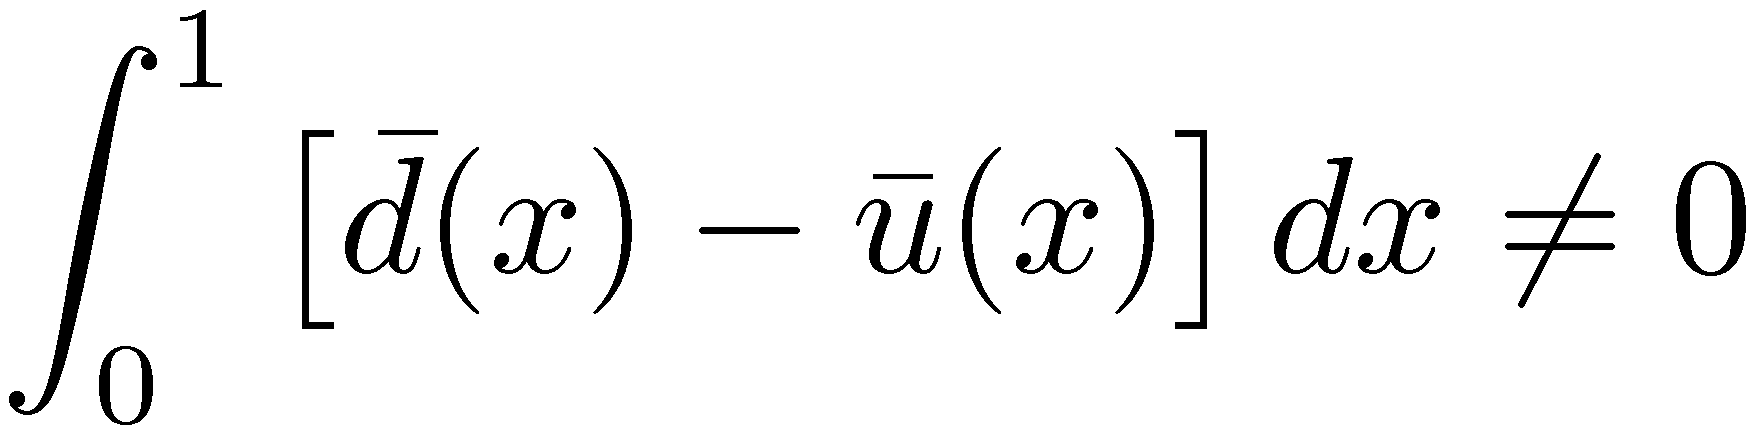 ∫₀¹ [d̄(x) − ū(x)] dx ≠ 0